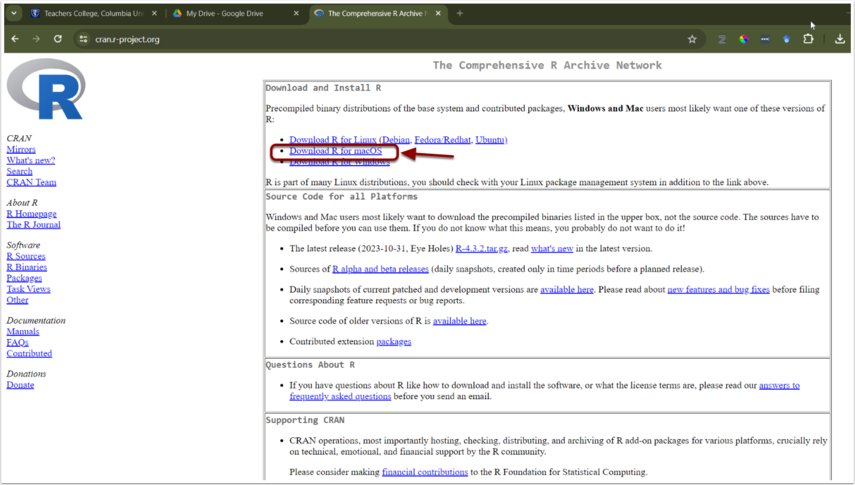 Teachers College, Columbia Uni
My Drive - Google Drive
The Comprehensive R Archive N
cran.r-project.org
R
CRAN
Mirrors
What's new?
Search
CRAN Team
About R
R Homepage
The R Journal
Software
R Sources
R Binaries
Packages
Task Views
Other
Documentation
Manuals
FAQs
Contributed
Donations
Donate
The Comprehensive R Archive Network
Download and Install R
Precompiled binary distributions of the base system and contributed packages, Windows and Mac users most likely want one of these versions of
R:
• Download R for Linux (Debian, Fedora/Redhat, Ubuntu)
• Download R for macOS
• Download R for Windows
R is part of many Linux distributions, you should check with your Linux package management system in addition to the link above.
Source Code for all Platforms
Windows and Mac users most likely want to download the precompiled binaries listed in the upper box, not the source code. The sources have to
be compiled before you can use them. If you do not know what this means, you probably do not want to do it!
• The latest release (2023-10-31, Eye Holes) R-4.3.2.tar.gz, read what's new in the latest version.
• Sources of R alpha and beta releases (daily snapshots, created only in time periods before a planned release).
• Daily snapshots of current patched and development versions are available here. Please read about new features and bug fixes before filing
corresponding feature requests or bug reports.
• Source code of older versions of R is available here.
• Contributed extension packages
Questions About R
• If you have questions about R like how to download and install the software, or what the license terms are, please read our answers to
frequently asked questions before you send an email.
Supporting CRAN
• CRAN operations, most importantly hosting, checking, distributing, and archiving of R add-on packages for various platforms, crucially rely
on technical, emotional, and financial support by the R community.
Please consider making financial contributions to the R Foundation for Statistical Computing.